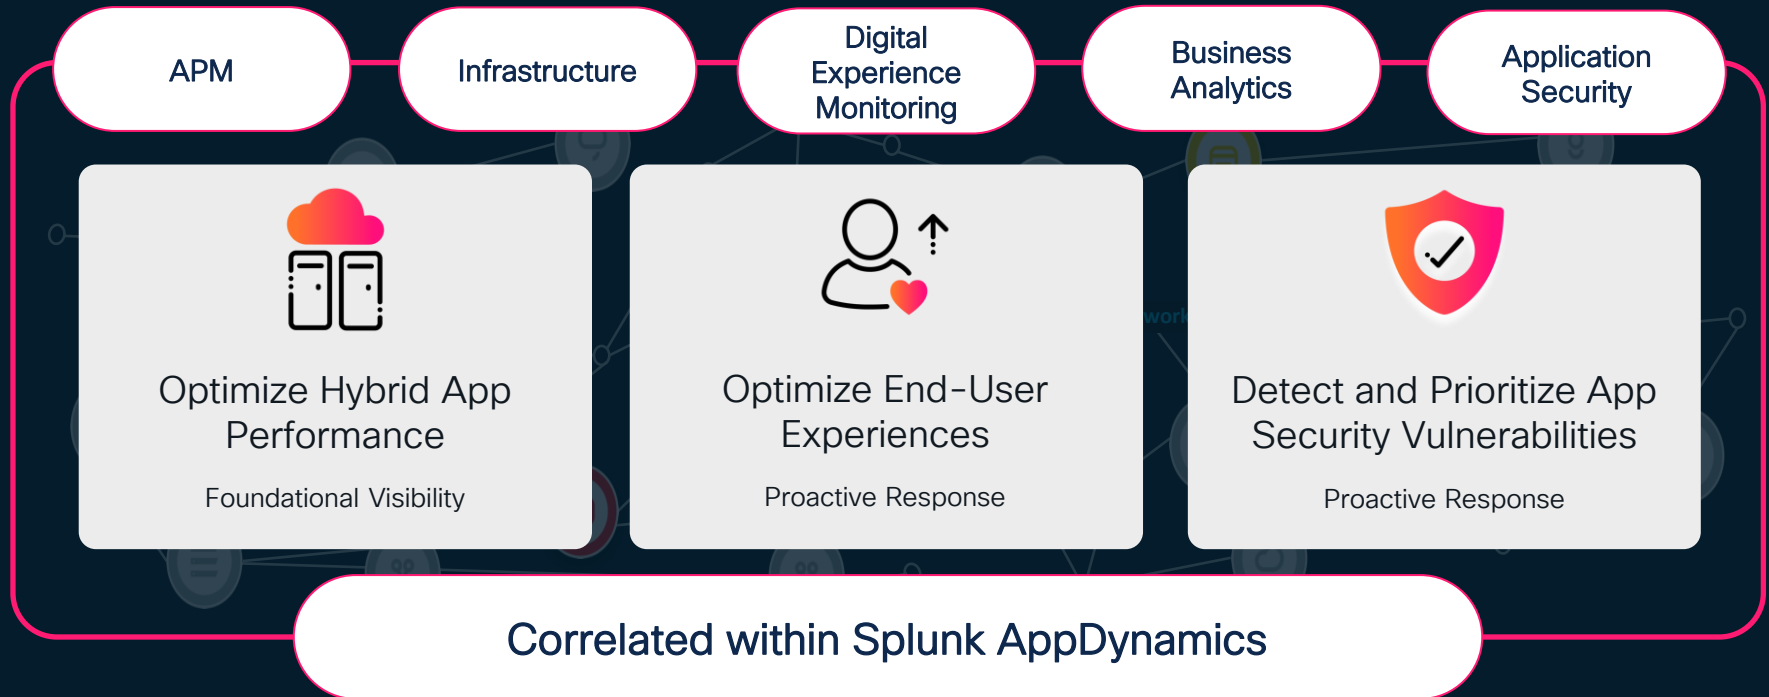 APM
Infrastructure
Digital
Experience
Monitoring
Business
Analytics
Application
Security
Optimize Hybrid App
Performance
Foundational Visibility
Optimize End-User
Experiences
Proactive Response
work
Detect and Prioritize App
Security Vulnerabilities
Proactive Response
Correlated within Splunk AppDynamics